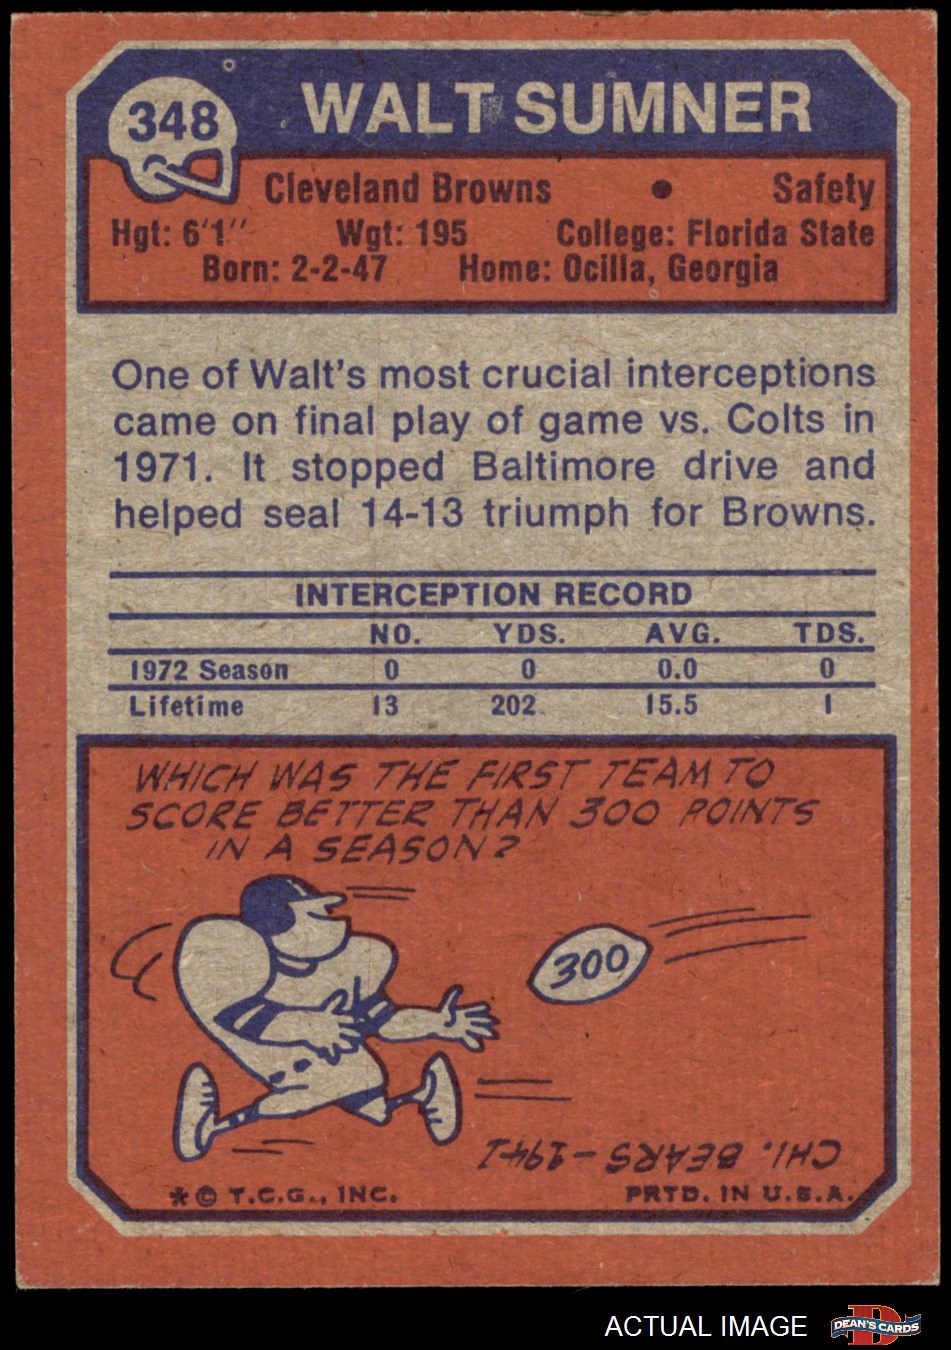 348
WALT SUMNER
Cleveland Browns • Safety
Hgt: 6'1" Wgt: 195 College: Florida State
Born: 2-2-47 Home: Ocilla, Georgia
One of Walt's most crucial interceptions
came on final play of game vs. Colts in
1971. It stopped Baltimore drive and
helped seal 14-13 triumph for Browns.
INTERCEPTION RECORD
NO. YDS. AVG. TDS.
1972 Season 0 0 0.0 0
Lifetime 13 202 15.5 1
WHICH WAS THE FIRST TEAM TO
SCORE BETTER THAN 300 POINTS
IN A SEASON?
300
CHI. BEARS - 1941
* © T.C.G., INC. PRTD. IN U.S.A.
ACTUAL IMAGE
D
DEAN'S CARDS